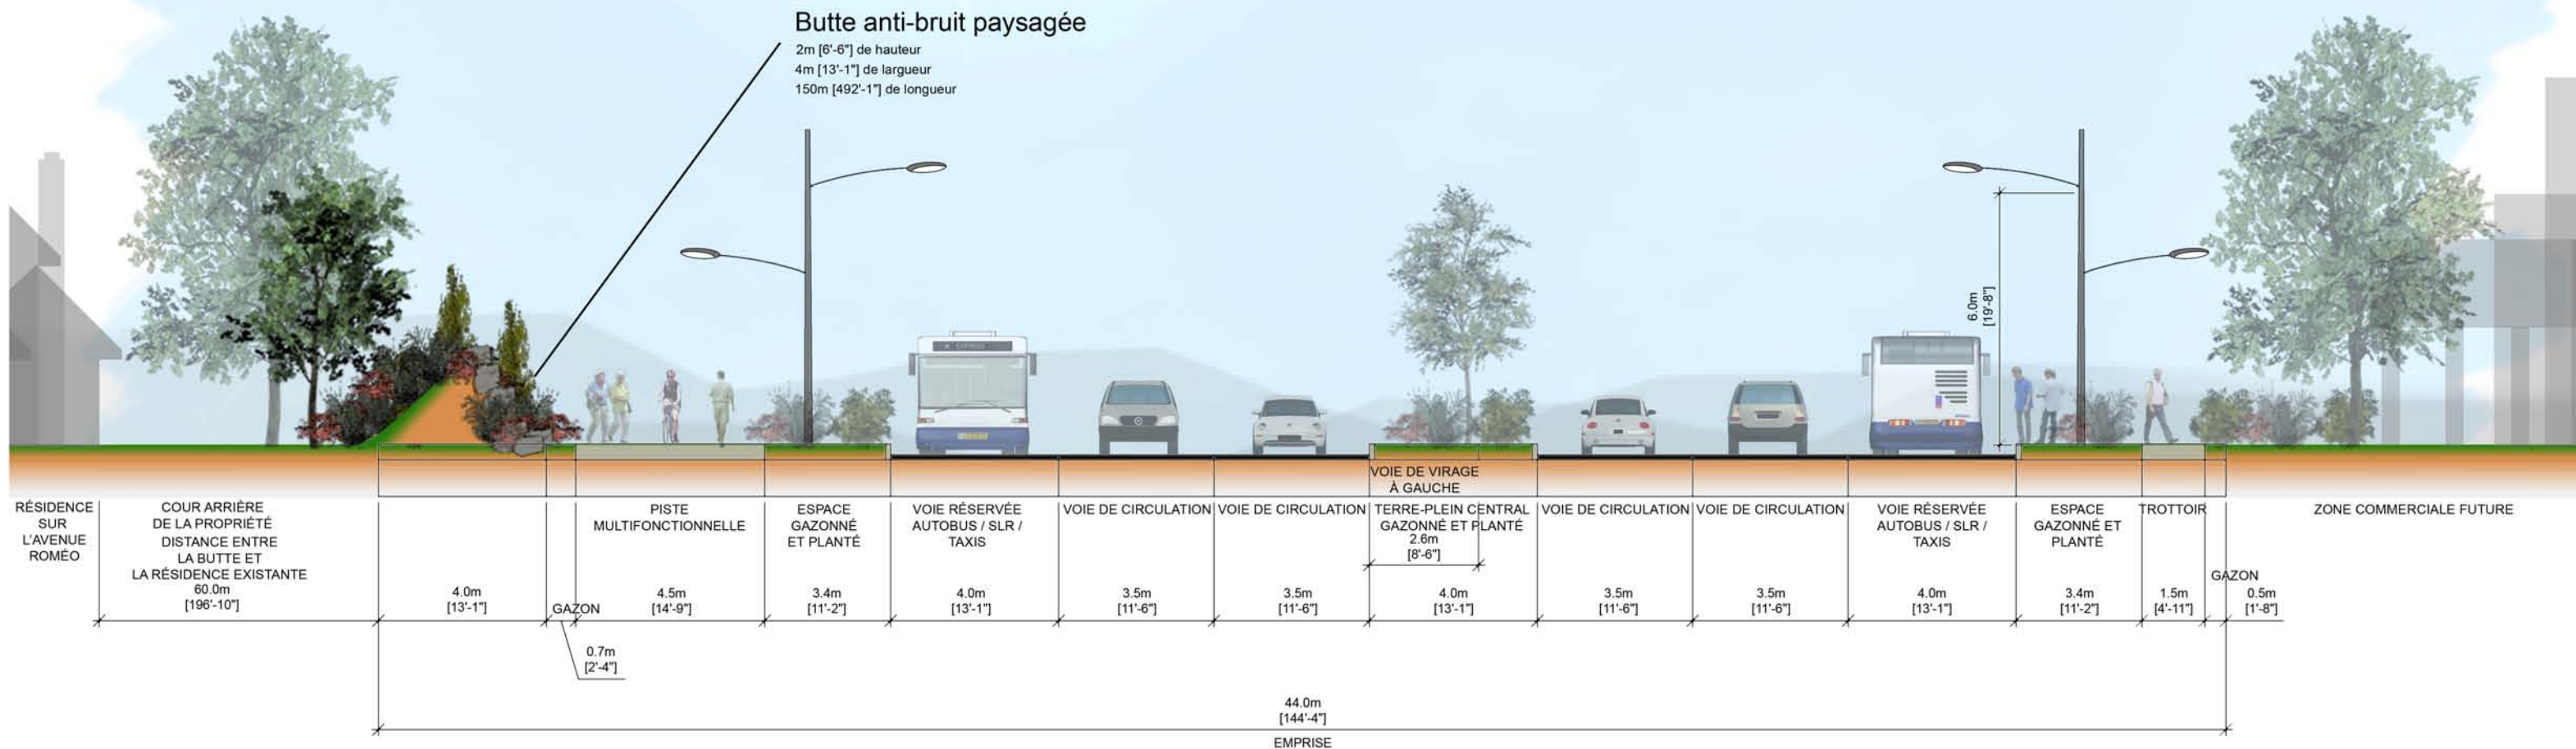 Butte anti-bruit paysagée
2m [6'-6"] de hauteur
4m [13'-1"] de largueur
150m [492'-1"] de longueur
6.0m
[19'-8"]
EXPRESS
VOIE DE VIRAGE
À GAUCHE
RÉSIDENCE
SUR
L'AVENUE
ROMÉO
COUR ARRIÈRE
DE LA PROPRIÉTÉ
DISTANCE ENTRE
LA BUTTE ET
LA RÉSIDENCE EXISTANTE
60.0m
[196'-10"]
4.0m
[13'-1"]
GAZON
0.7m
[2'-4"]
PISTE
MULTIFONCTIONNELLE
4.5m
[14'-9"]
ESPACE
GAZONNÉ
ET PLANTÉ
3.4m
[11'-2"]
VOIE RÉSERVÉE
AUTOBUS / SLR /
TAXIS
4.0m
[13'-1"]
VOIE DE CIRCULATION
3.5m
[11'-6"]
VOIE DE CIRCULATION
3.5m
[11'-6"]
TERRE-PLEIN CENTRAL
GAZONNÉ ET PLANTÉ
2.6m
[8'-6"]
4.0m
[13'-1"]
VOIE DE CIRCULATION
3.5m
[11'-6"]
VOIE DE CIRCULATION
3.5m
[11'-6"]
VOIE RÉSERVÉE
AUTOBUS / SLR /
TAXIS
4.0m
[13'-1"]
ESPACE
GAZONNÉ ET
PLANTÉ
3.4m
[11'-2"]
TROTTOIR
1.5m
[4'-11"]
GAZON
0.5m
[1'-8"]
ZONE COMMERCIALE FUTURE
44.0m
[144'-4"]
EMPRISE